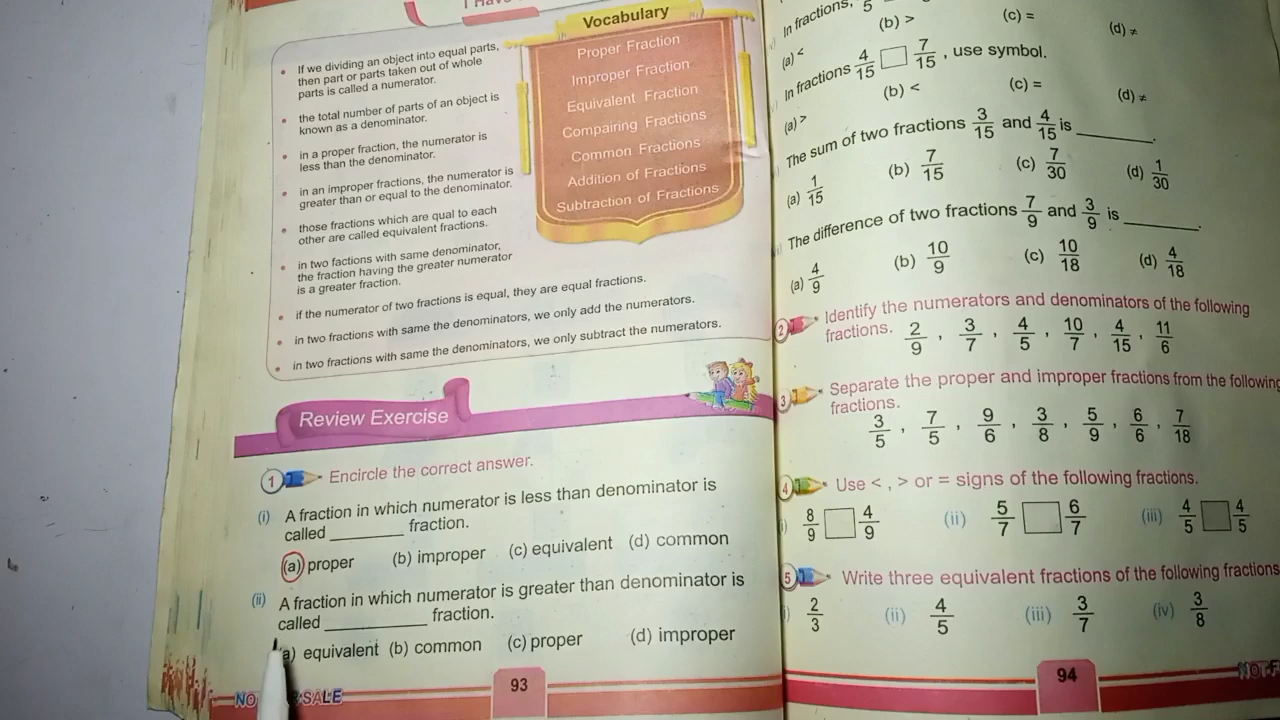 I Have
If we dividing an object into equal parts,
then part or parts taken out of whole
parts is called a numerator.
the total number of parts of an object is
known as a denominator.
in a proper fraction, the numerator is
less than the denominator.
in an improper fractions, the numerator is
greater than or equal to the denominator.
those fractions which are qual to each
other are called equivalent fractions.
in two factions with same denominator,
the fraction having the greater numerator
is a greater fraction.
if the numerator of two fractions is equal, they are equal fractions.
in two fractions with same the denominators, we only add the numerators.
in two fractions with same the denominators, we only subtract the numerators.
Vocabulary
Proper Fraction
Improper Fraction
Equivalent Fraction
Compairing Fractions
Common Fractions
Addition of Fractions
Subtraction of Fractions
Review Exercise
1 Encircle the correct answer.
(i) A fraction in which numerator is less than denominator is
called ________ fraction.
(a) proper (b) improper (c) equivalent (d) common
(ii) A fraction in which numerator is greater than denominator is
called ___________ fraction.
a) equivalent (b) common (c) proper (d) improper
NO SALE
93
In fractions, 5
(a) < (b) > (c) = (d) ≠
In fractions 4/15 □ 7/15 , use symbol.
(a) > (b) < (c) = (d) ≠
The sum of two fractions 3/15 and 4/15 is ________.
(a) 1/15 (b) 7/15 (c) 7/30 (d) 1/30
The difference of two fractions 7/9 and 3/9 is ________.
(a) 4/9 (b) 10/9 (c) 10/18 (d) 4/18
2 Identify the numerators and denominators of the following
fractions. 2/9 , 3/7 , 4/5 , 10/7 , 4/15 , 11/6
3 Separate the proper and improper fractions from the following
fractions.
3/5 , 7/5 , 9/6 , 3/8 , 5/9 , 6/6 , 7/18
4 Use < , > or = signs of the following fractions.
) 8/9 □ 4/9 (ii) 5/7 □ 6/7 (iii) 4/5 □ 4/5
5 Write three equivalent fractions of the following fractions
) 2/3 (ii) 4/5 (iii) 3/7 (iv) 3/8
94
NOT F